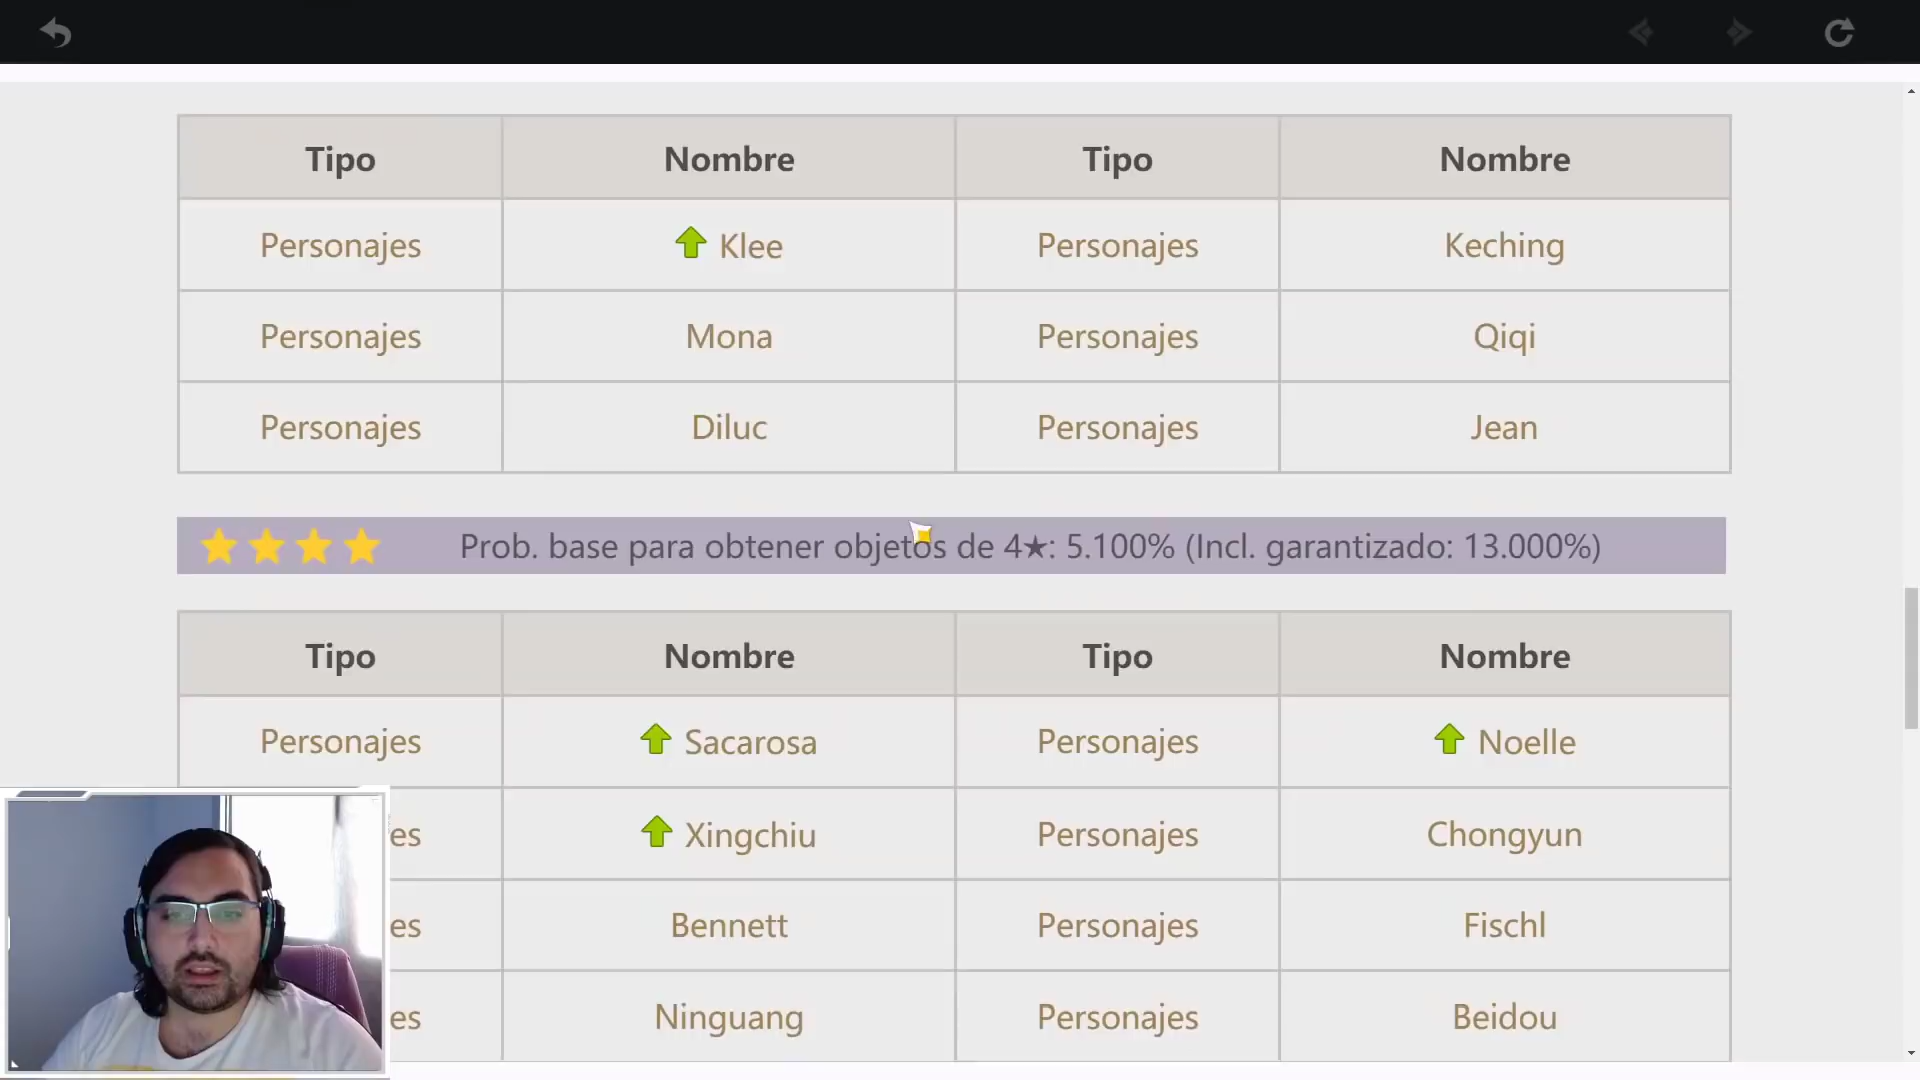 Tipo Nombre Tipo Nombre
Personajes Klee Personajes Keching
Personajes Mona Personajes Qiqi
Personajes Diluc Personajes Jean
Prob. base para obtener objetos de 4★: 5.100% (Incl. garantizado: 13.000%)
Tipo Nombre Tipo Nombre
Personajes Sacarosa Personajes Noelle
es Xingchiu Personajes Chongyun
es Bennett Personajes Fischl
es Ninguang Personajes Beidou